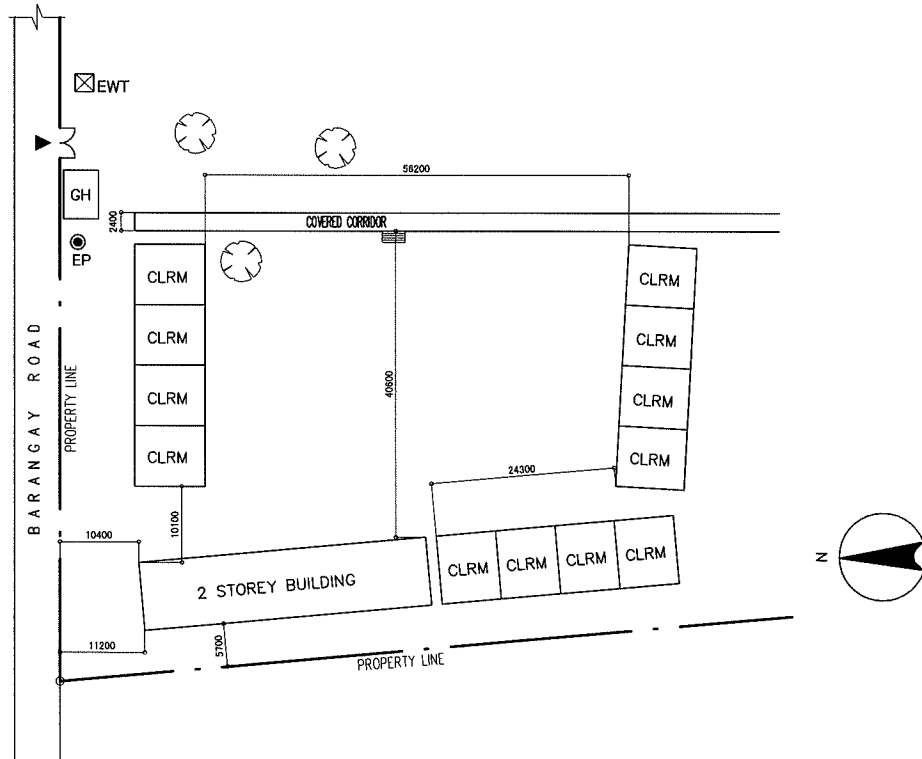 EWT
56200
GH
2400
COVERED CORRIDOR
EP
CLRM
CLRM
CLRM
CLRM
CLRM
CLRM
CLRM
CLRM
BARANGAY ROAD
PROPERTY LINE
40600
24300
10100
10400
2 STOREY BUILDING
CLRM
CLRM
CLRM
CLRM
N
11200
5700
PROPERTY LINE